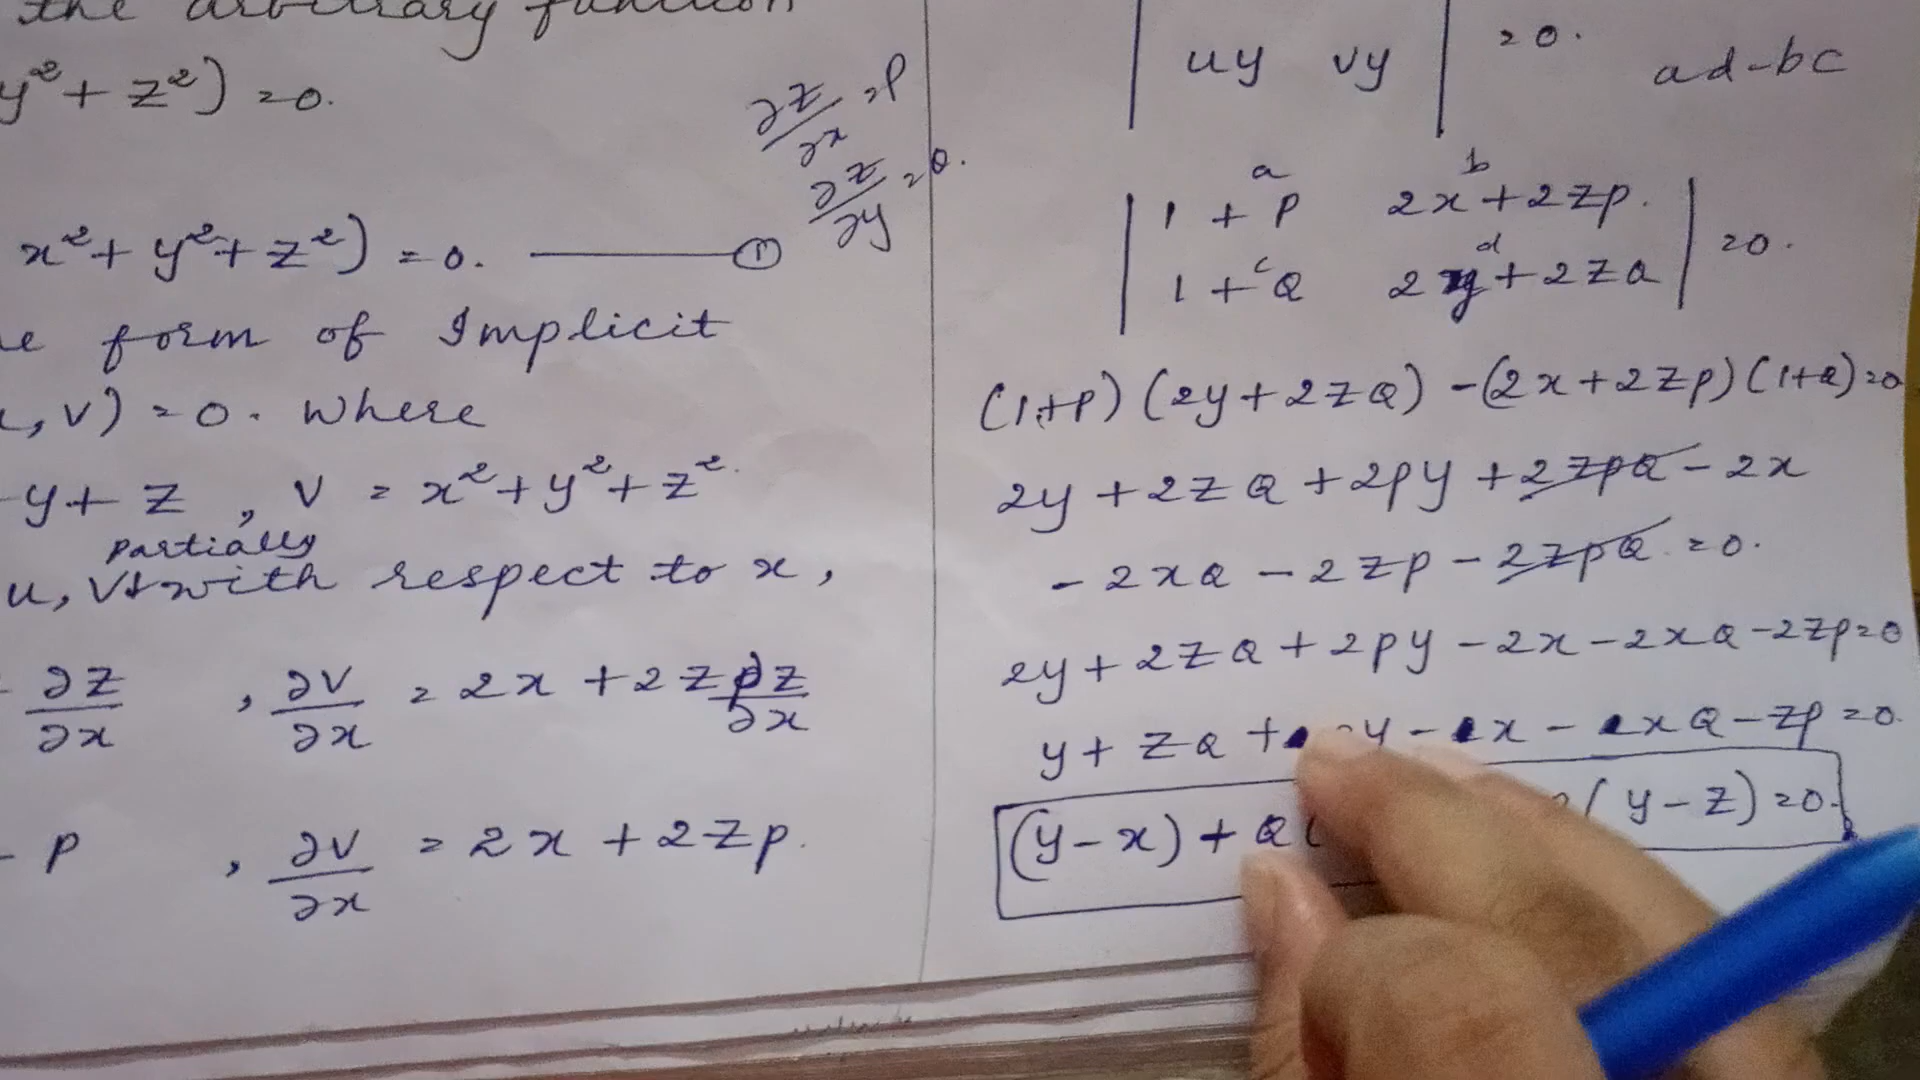 the arbitrary function
y² + z²) = 0.
∂z/∂x = P
∂z/∂y = Q.
x² + y² + z²) = 0. ——— ①
form of Implicit
, v) = 0. Where
y + z , v = x² + y² + z².
partially
u, v with respect to x,
∂z/∂x , ∂v/∂x = 2x + 2z ∂z/∂x
P , ∂v/∂x = 2x + 2zp.
| uy vy | = 0. ad-bc
a b
| 1 + P 2x + 2zp. |
c d
| 1 + Q 2y + 2zQ | = 0.
(1+P) (2y + 2zQ) - (2x + 2zp) (1+Q) = 0
2y + 2zQ + 2py + 2zpQ - 2x
- 2xQ - 2zp - 2zpQ = 0.
2y + 2zQ + 2py - 2x - 2xQ - 2zp = 0
y + zQ + y - x - xQ - zp = 0.
(y - x) + Q ( (y - z) = 0.